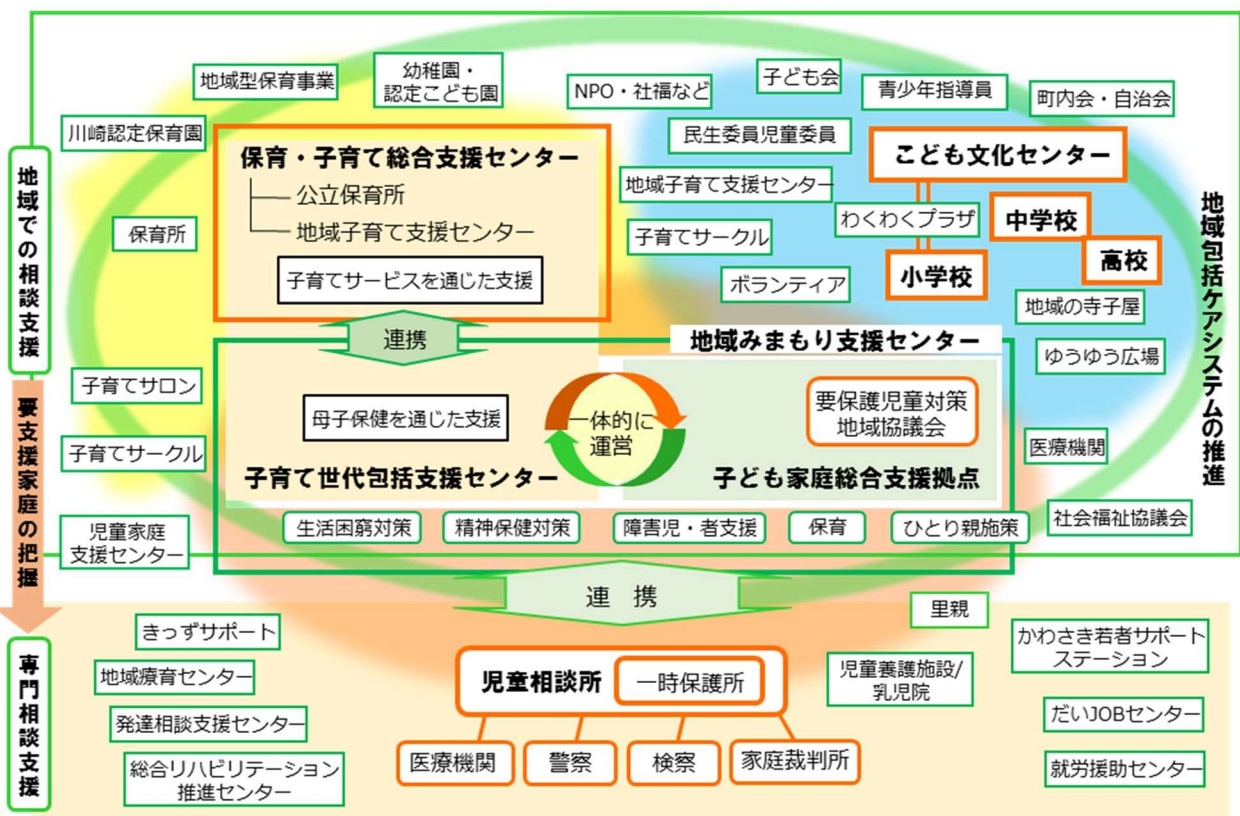 地域型保育事業
幼稚園・
認定こども園
NPO・社福など
子ども会
青少年指導員
町内会・自治会
川崎認定保育園
保育・子育て総合支援センター
公立保育所
地域子育て支援センター
子育てサービスを通じた支援
民生委員児童委員
こども文化センター
地域子育て支援センター
わくわくプラザ
中学校
高校
小学校
保育所
子育てサークル
ボランティア
地域の寺子屋
ゆうゆう広場
地域での相談支援
地域包括ケアシステムの推進
連携
地域みまもり支援センター
子育てサロン
母子保健を通じた支援
一体的に
運営
要保護児童対策
地域協議会
子育てサークル
子育て世代包括支援センター
子ども家庭総合支援拠点
医療機関
要支援家庭の把握
児童家庭
支援センター
生活困窮対策
精神保健対策
障害児・者支援
保育
ひとり親施策
社会福祉協議会
連 携
里親
専門相談支援
きっずサポート
地域療育センター
発達相談支援センター
総合リハビリテーション
推進センター
児童相談所
一時保護所
医療機関
警察
検察
家庭裁判所
児童養護施設/
乳児院
かわさき若者サポート
ステーション
だいJOBセンター
就労援助センター